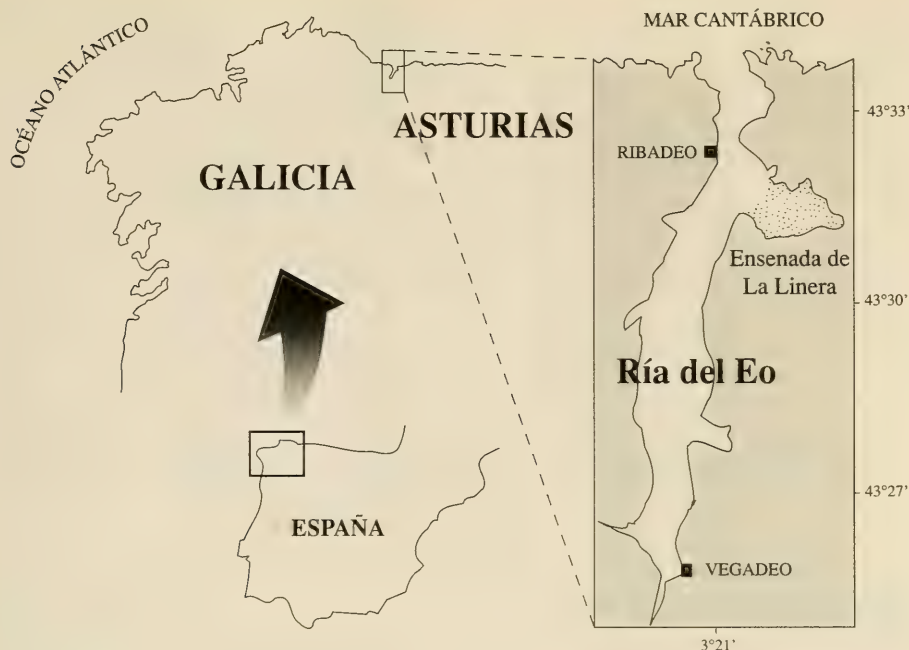 OCÉANO ATLÁNTICO
GALICIA
ASTURIAS
ESPAÑA
MAR CANTÁBRICO
43°33'
RIBADEO
Ensenada de
La Linera
43°30'
Ría del Eo
43°27'
VEGADEO
3°21'